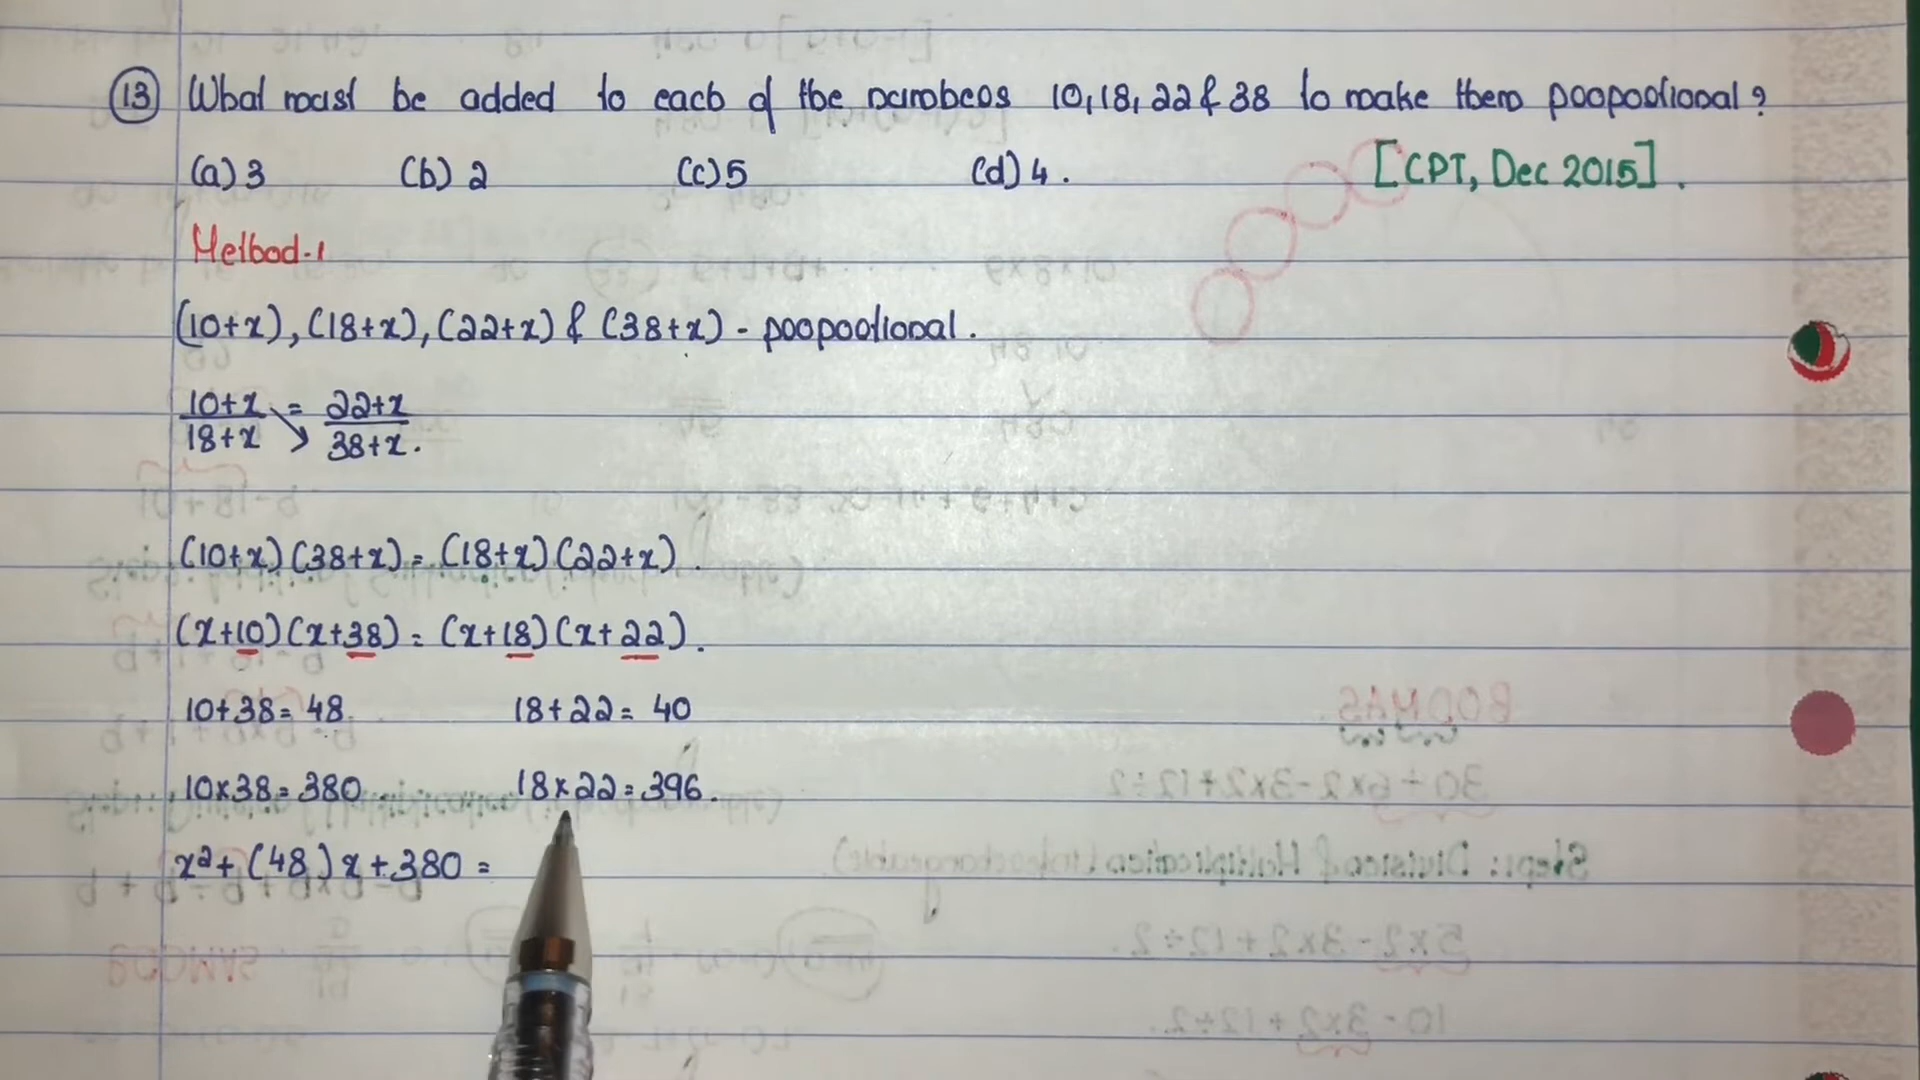 13 What must be added to each of the numbers 10, 18, 22 & 38 to make them proportional?
(a) 3 (b) 2 (c) 5 (d) 4. [CPT, Dec 2015].
Method-1
(10+x), (18+x), (22+x) & (38+x) - proportional.
10+x = 22+x
18+x 38+x.
(10+x)(38+x) = (18+x)(22+x).
(x+10)(x+38) = (x+18)(x+22).
10+38=48 18+22=40
10x38=380 18x22=396.
x²+(48)x+380=